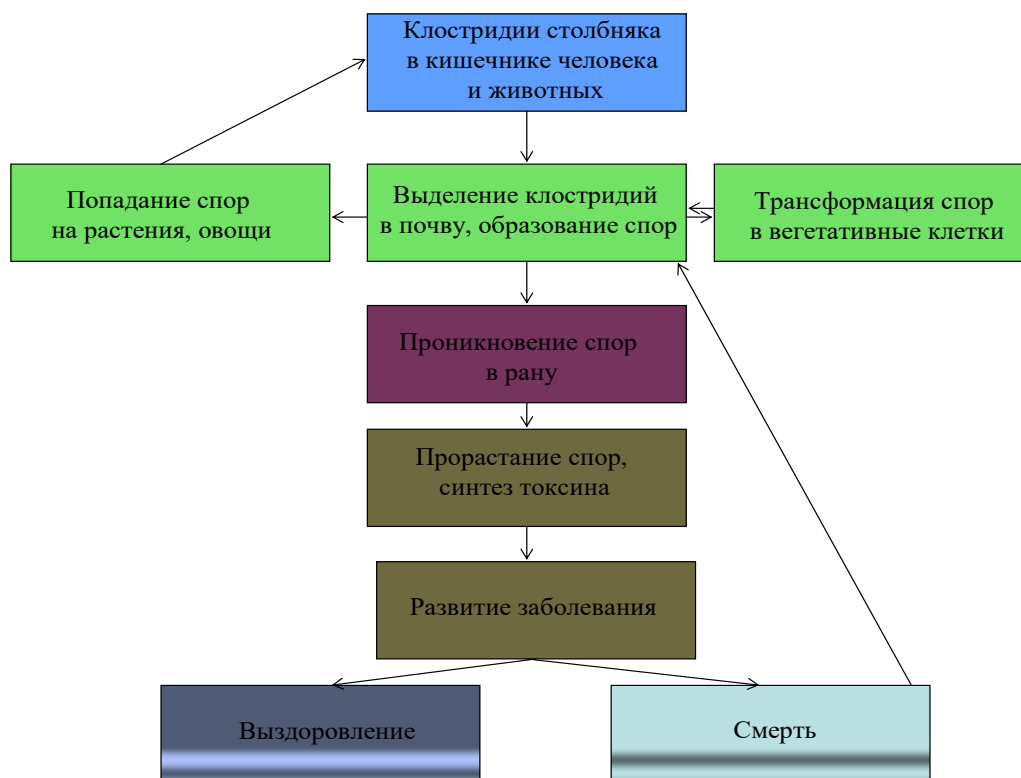 Клостридии столбняка
в кишечнике человека
и животных
Попадание спор
на растения, овощи
Выделение клостридий
в почву, образование спор
Трансформация спор
в вегетативные клетки
Проникновение спор
в рану
Прорастание спор,
синтез токсина
Развитие заболевания
Выздоровление
Смерть